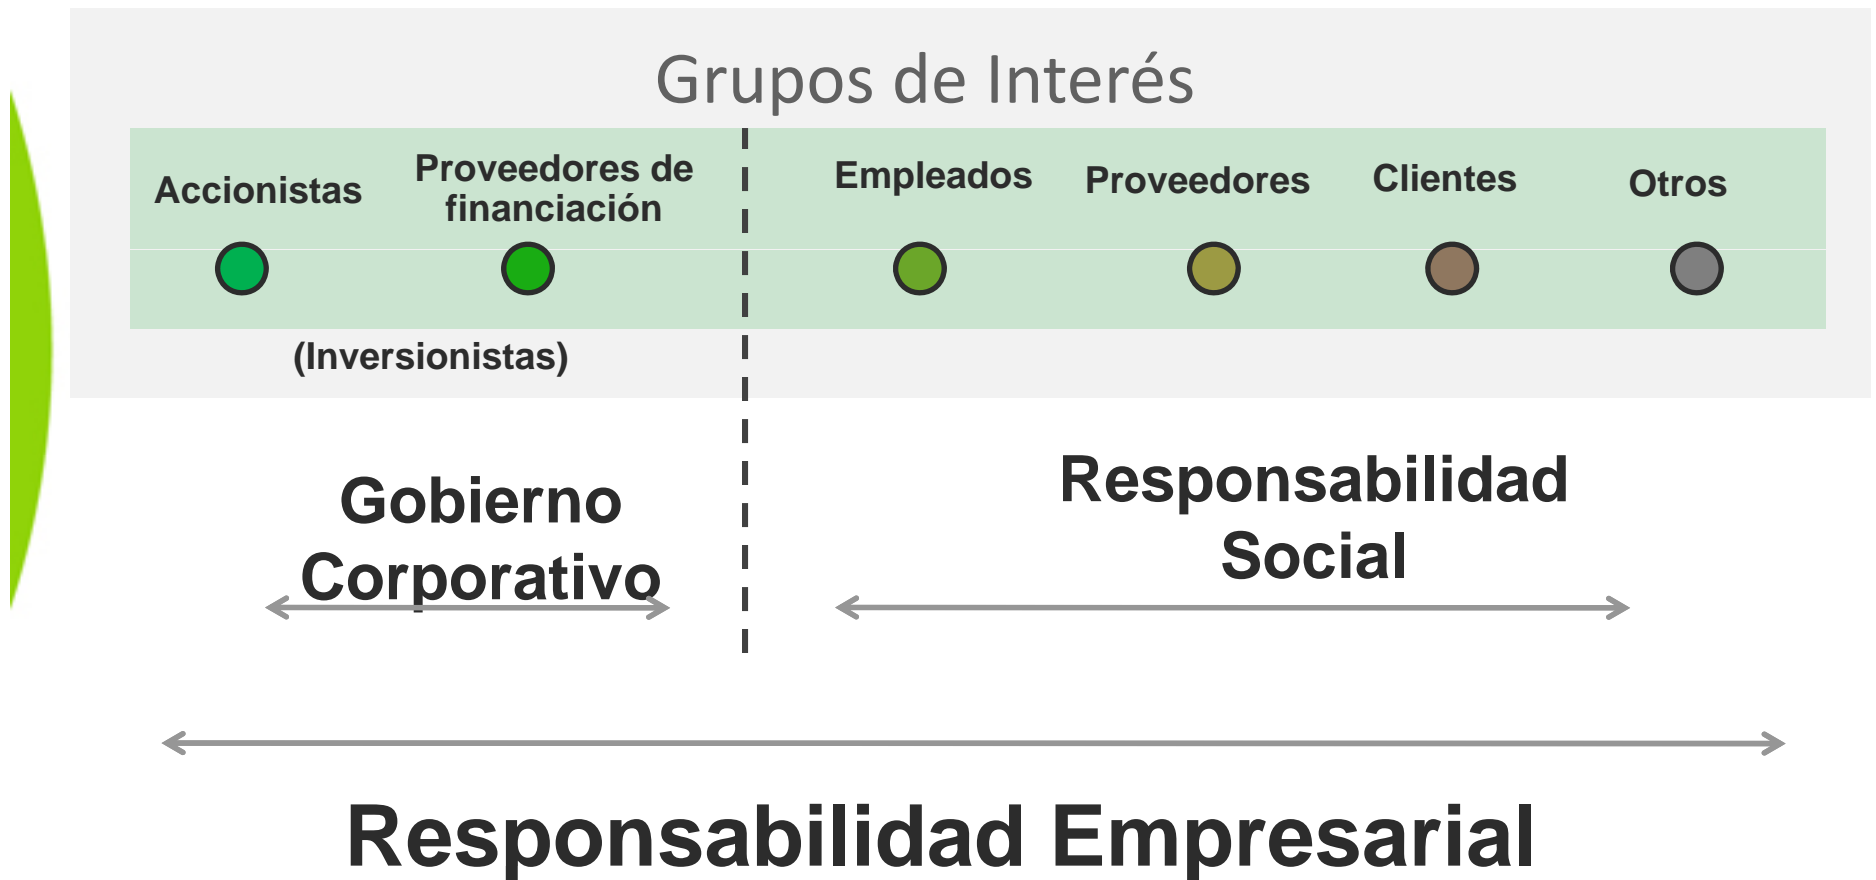 Grupos de Interés
Accionistas
Proveedores de
financiación
Empleados
Proveedores
Clientes
Otros
(Inversionistas)
Gobierno
Corporativo
Responsabilidad
Social
Responsabilidad Empresarial